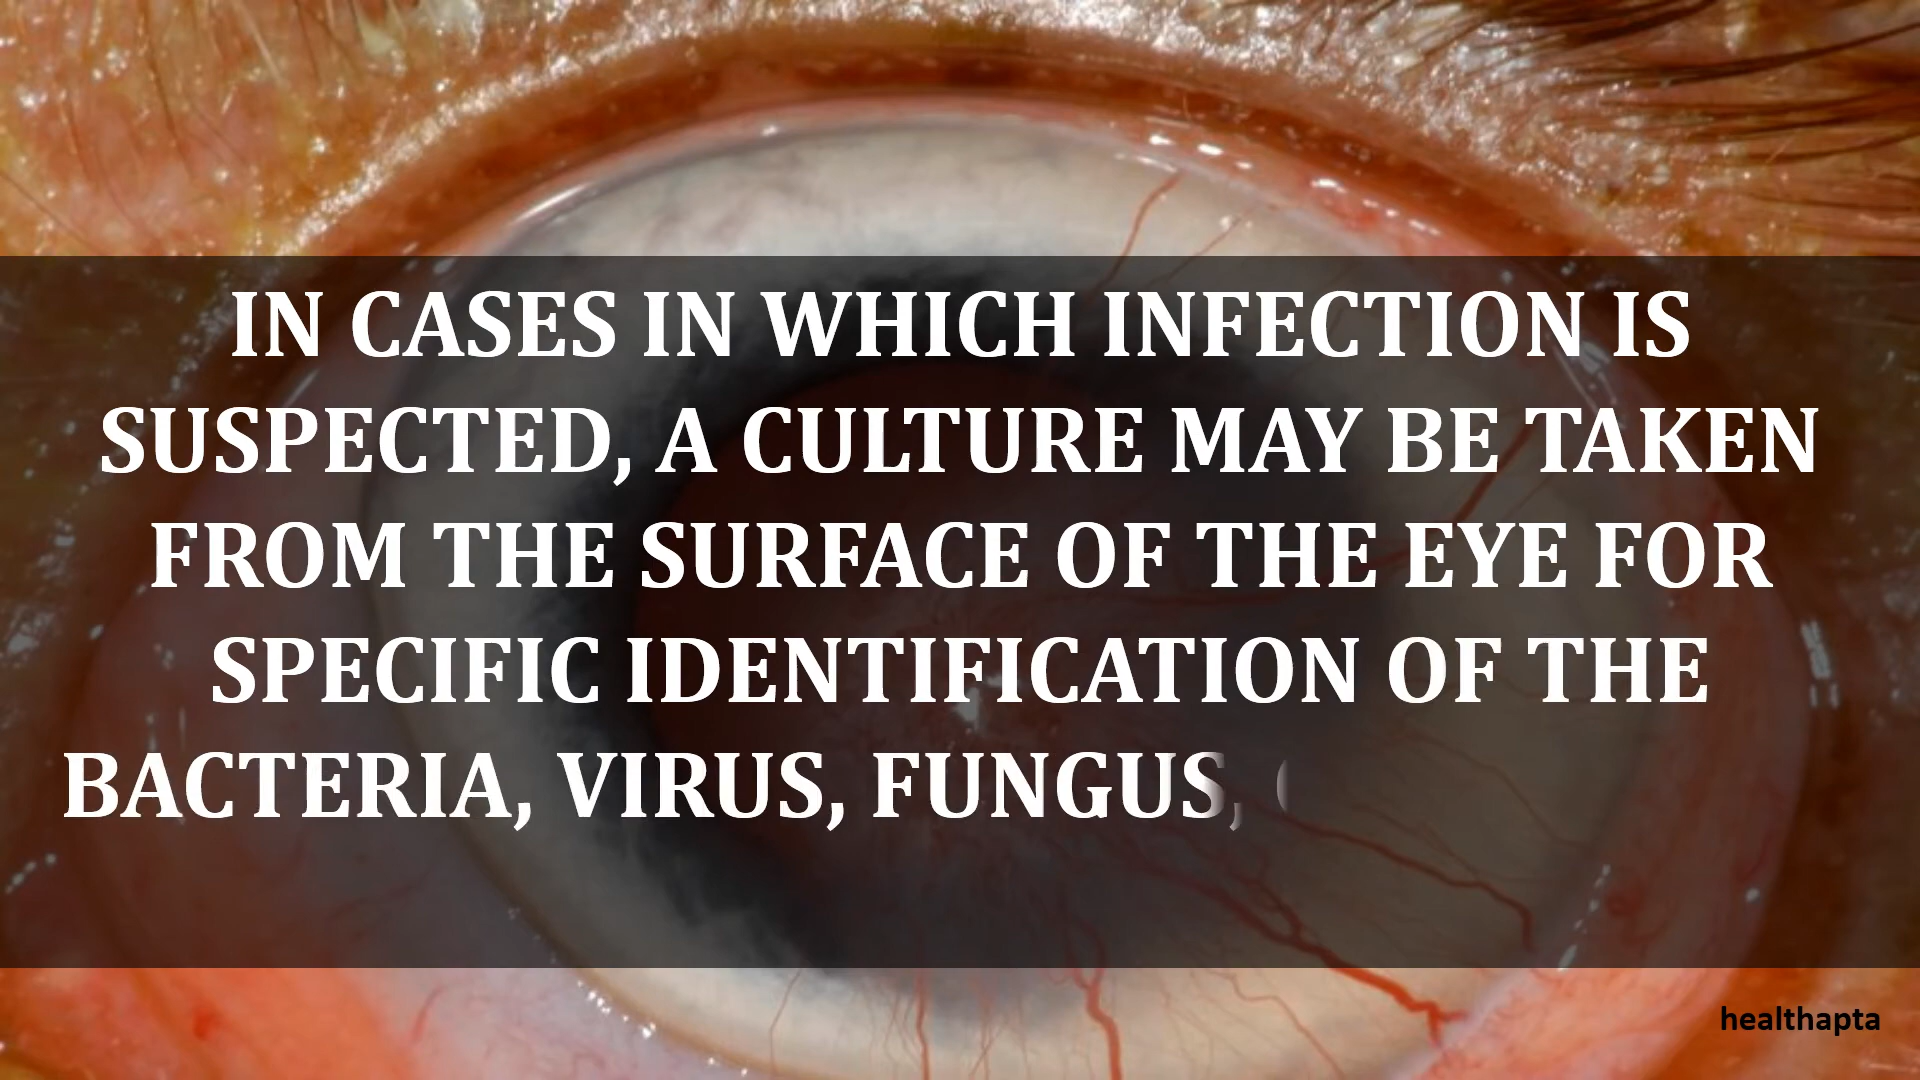 IN CASES IN WHICH INFECTION IS
SUSPECTED, A CULTURE MAY BE TAKEN
FROM THE SURFACE OF THE EYE FOR
SPECIFIC IDENTIFICATION OF THE
BACTERIA, VIRUS, FUNGUS,
healthapta